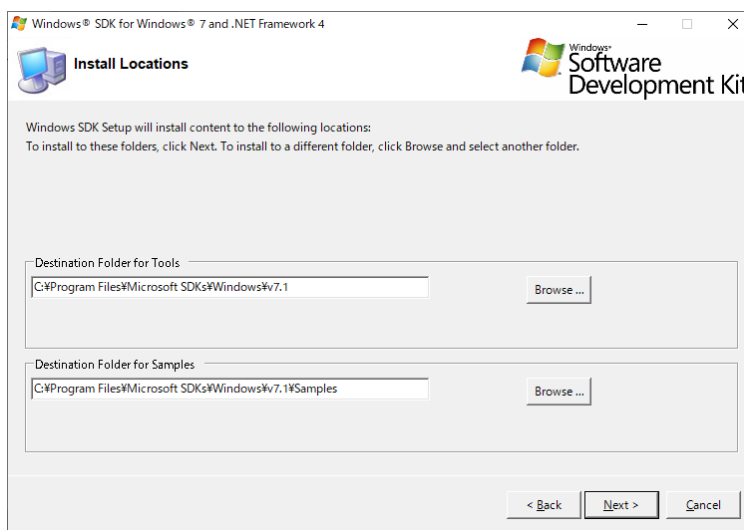 Windows® SDK for Windows® 7 and .NET Framework 4
Install Locations
Windows®
Software
Development Kit
Windows SDK Setup will install content to the following locations:
To install to these folders, click Next. To install to a different folder, click Browse and select another folder.
Destination Folder for Tools
C:¥Program Files¥Microsoft SDKs¥Windows¥v7.1
Browse ...
Destination Folder for Samples
C:¥Program Files¥Microsoft SDKs¥Windows¥v7.1¥Samples
Browse ...
< Back
Next >
Cancel